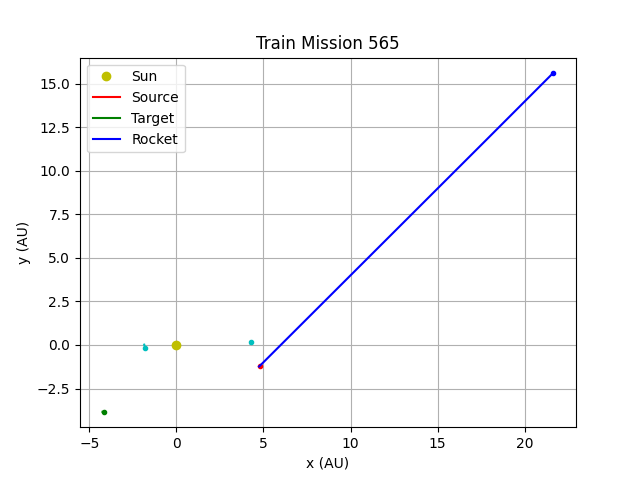 Train Mission 565
Sun
Source
Target
Rocket
15.0
12.5
10.0
7.5
5.0
2.5
0.0
−2.5
y (AU)
−5 0 5 10 15 20
x (AU)